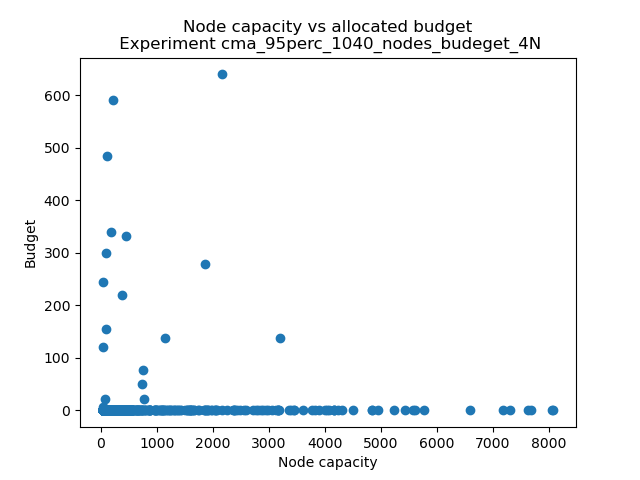 Node capacity vs allocated budget
Experiment cma_95perc_1040_nodes_budeget_4N
600
500
400
300
200
100
0
Budget
0 1000 2000 3000 4000 5000 6000 7000 8000
Node capacity